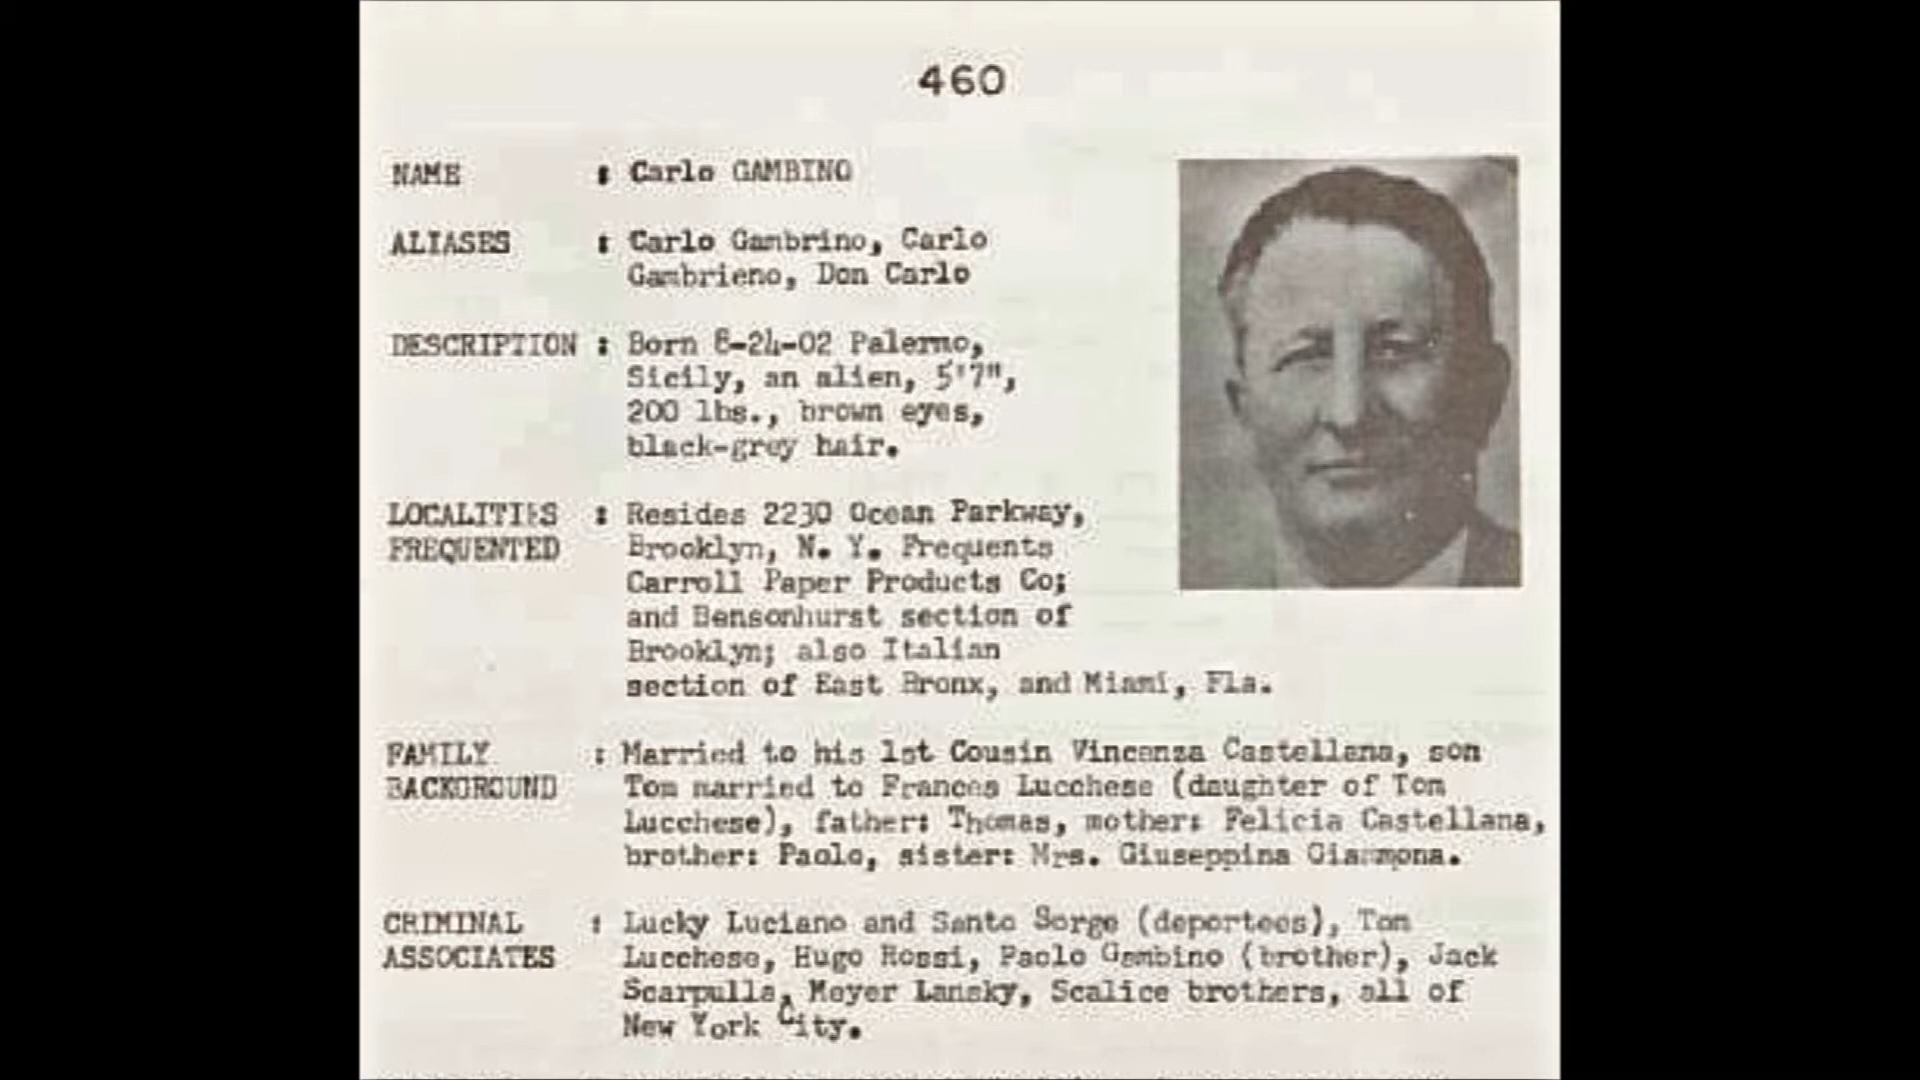 460
NAME : Carlo GAMBINO
ALIASES : Carlo Gambrino, Carlo
Gambrieno, Don Carlo
DESCRIPTION : Born 8-24-02 Palermo,
Sicily, an alien, 5'7",
200 lbs., brown eyes,
black-grey hair.
LOCALITIES : Resides 2230 Ocean Parkway,
FREQUENTED Brooklyn, N. Y. Frequents
Carroll Paper Products Co;
and Bensonhurst section of
Brooklyn; also Italian
section of East Bronx, and Miami, Fla.
FAMILY : Married to his 1st Cousin Vincenza Castellana, son
BACKGROUND Tom married to Frances Lucchese (daughter of Tom
Lucchese), father: Thomas, mother: Felicia Castellana,
brother: Paolo, sister: Mrs. Giuseppina Giammona.
CRIMINAL : Lucky Luciano and Santo Sorge (deportees), Tom
ASSOCIATES Lucchese, Hugo Rossi, Paolo Gambino (brother), Jack
Scarpulla, Meyer Lansky, Scalice brothers, all of
New York City.